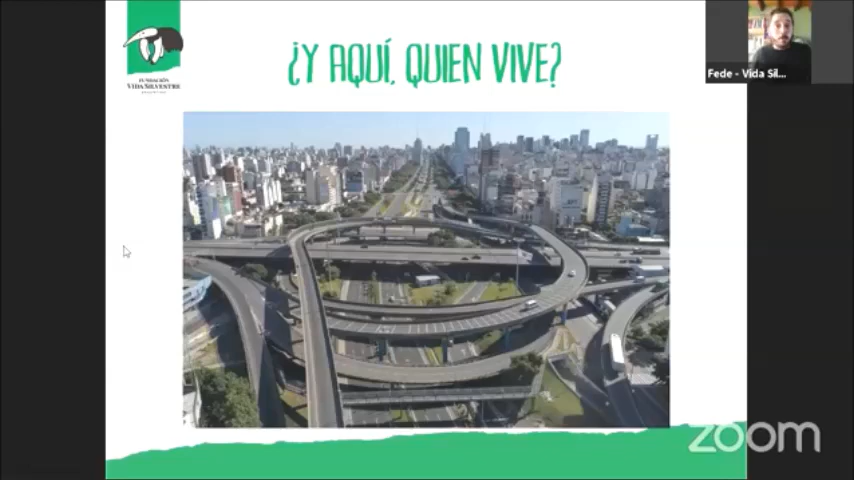 ¿Y AQUÍ, QUIEN VIVE?
FUNDACIÓN
VIDA SILVESTRE
Fede - Vida Sil...
zoom